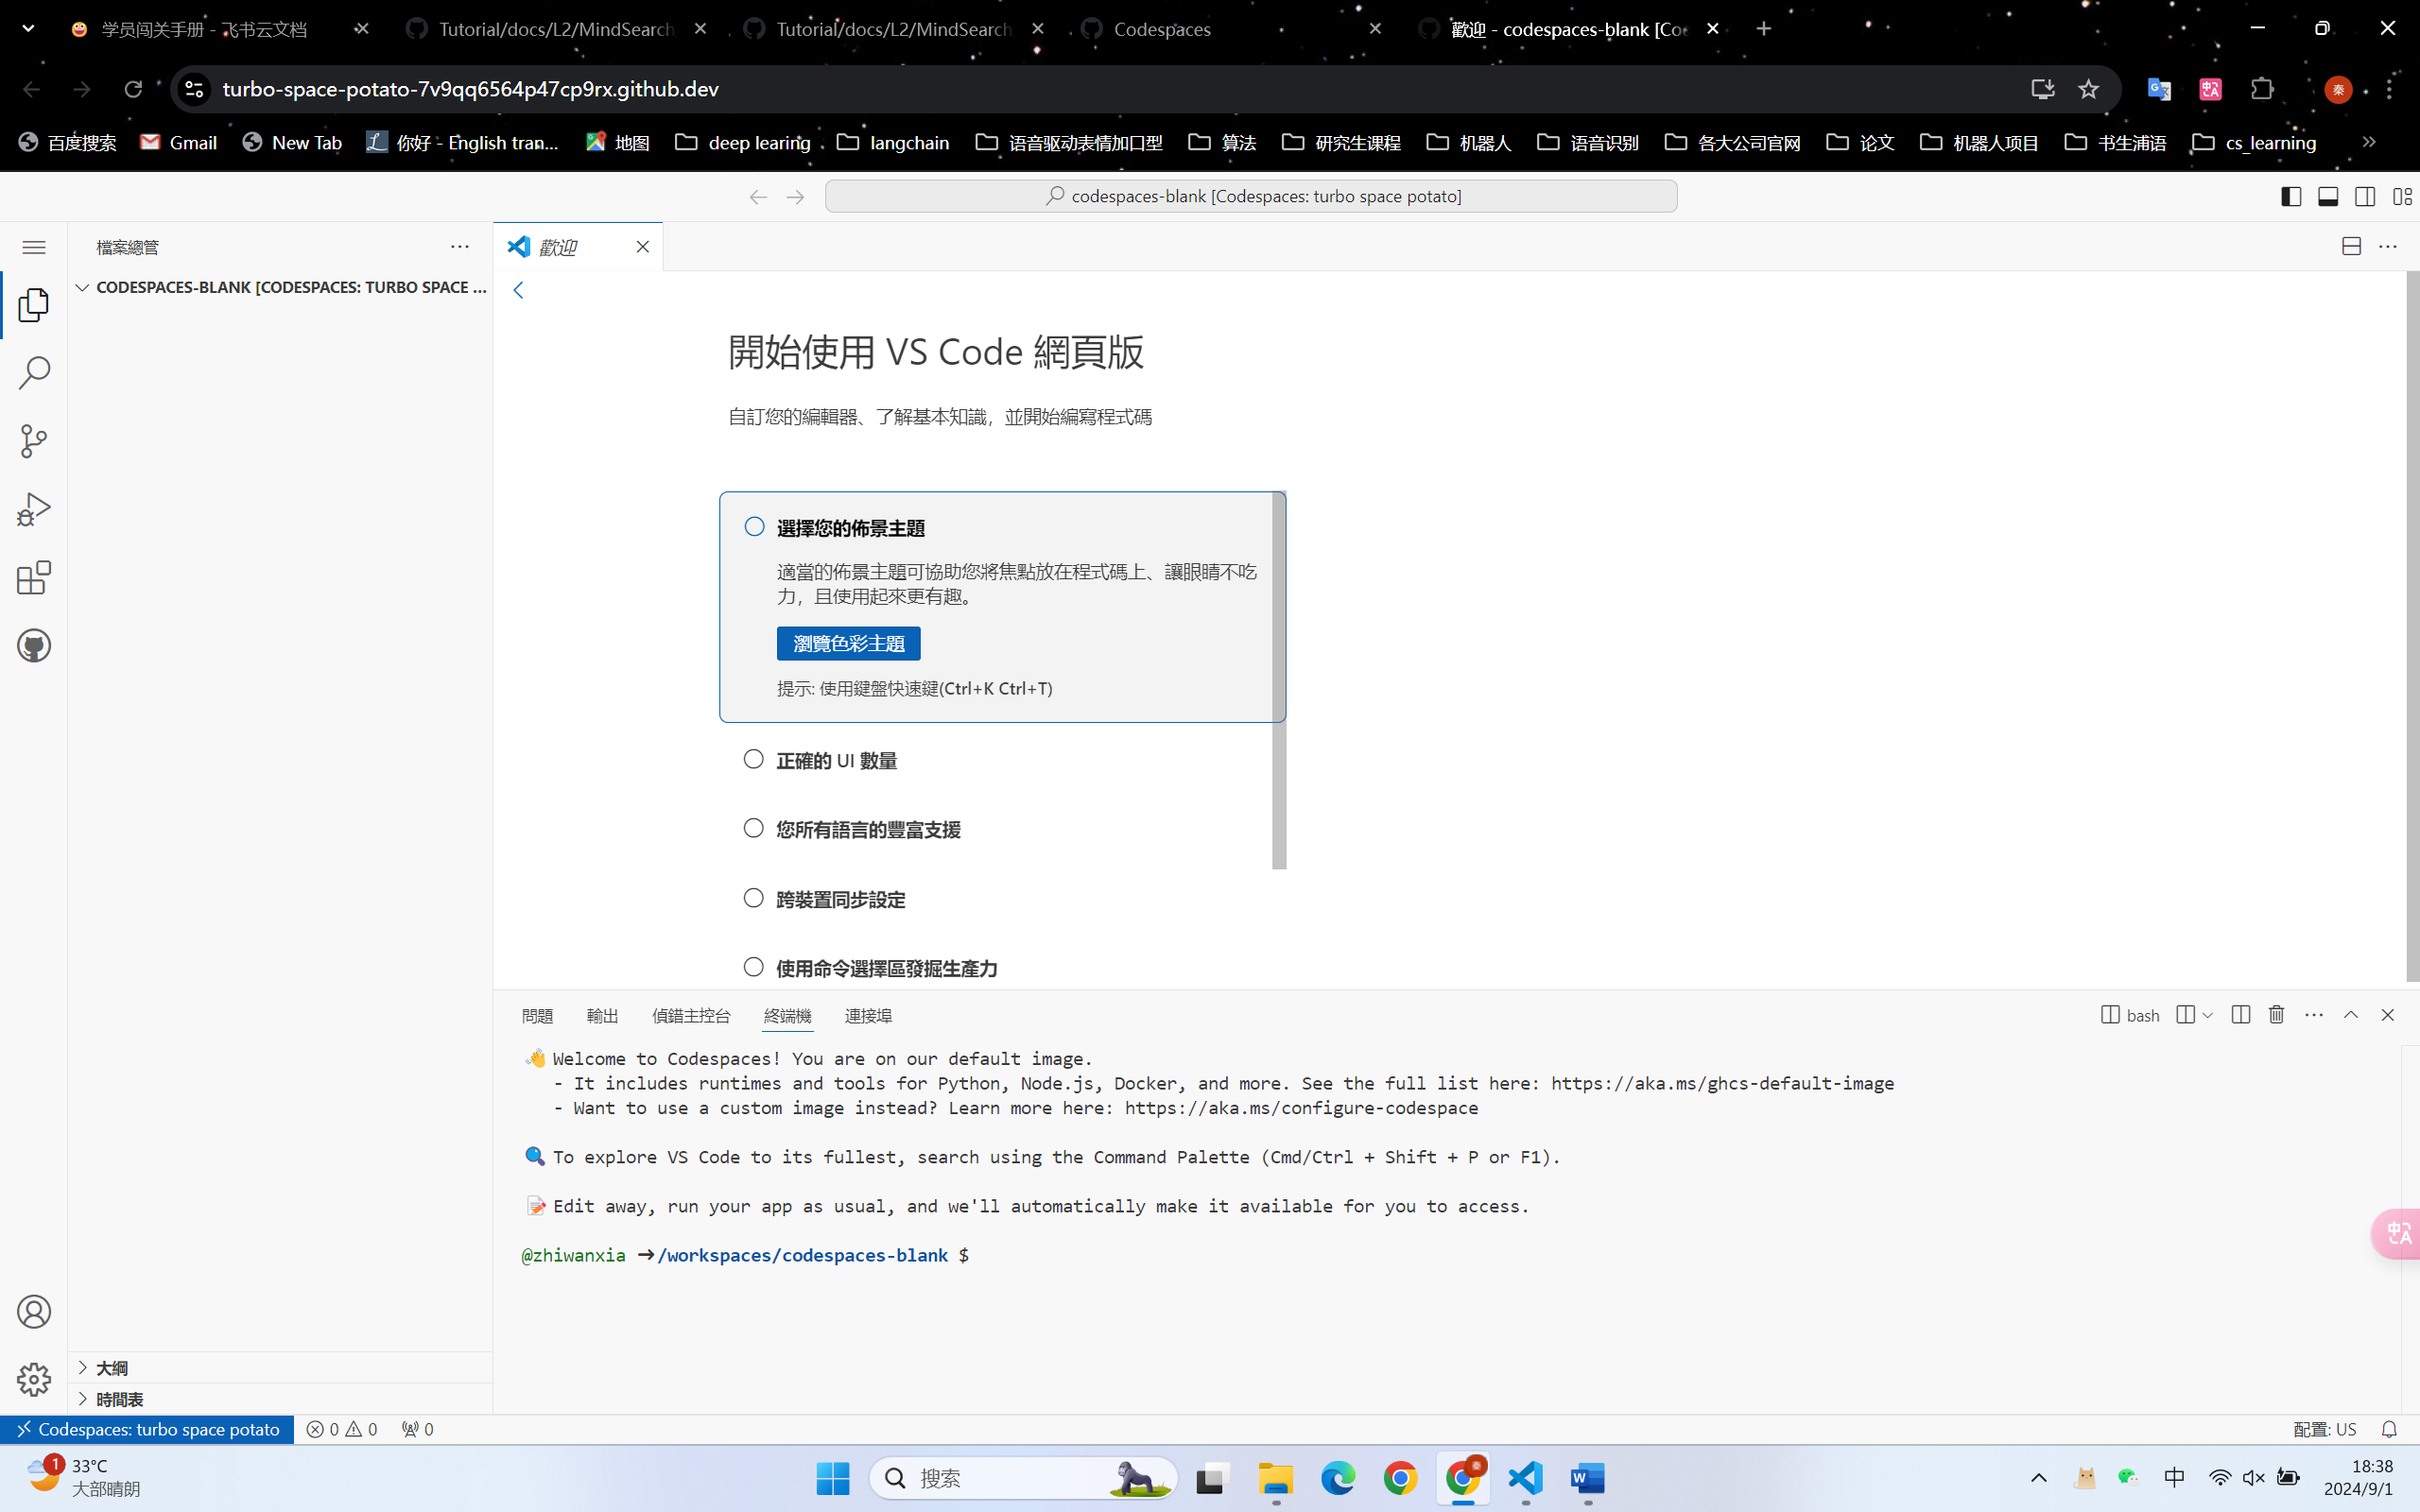 学员闯关手册 - 飞书云文档
Tutorial/docs/L2/MindSearch
Tutorial/docs/L2/MindSearch
Codespaces
歡迎 - codespaces-blank [Co
turbo-space-potato-7v9qq6564p47cp9rx.github.dev
秦
百度搜索
Gmail
New Tab
你好 - English tran...
地图
deep learing
langchain
语音驱动表情加口型
算法
研究生课程
机器人
语音识别
各大公司官网
论文
机器人项目
书生浦语
cs_learning
codespaces-blank [Codespaces: turbo space potato]
檔案總管
歡迎
CODESPACES-BLANK [CODESPACES: TURBO SPACE ...
開始使用 VS Code 網頁版
自訂您的編輯器、了解基本知識，並開始編寫程式碼
選擇您的佈景主題
適當的佈景主題可協助您將焦點放在程式碼上、讓眼睛不吃
力，且使用起來更有趣。
瀏覽色彩主題
提示: 使用鍵盤快速鍵(Ctrl+K Ctrl+T)
正確的 UI 數量
您所有語言的豐富支援
跨裝置同步設定
使用命令選擇區發掘生產力
問題
輸出
偵錯主控台
終端機
連接埠
bash
Welcome to Codespaces! You are on our default image.
- It includes runtimes and tools for Python, Node.js, Docker, and more. See the full list here: https://aka.ms/ghcs-default-image
- Want to use a custom image instead? Learn more here: https://aka.ms/configure-codespace
To explore VS Code to its fullest, search using the Command Palette (Cmd/Ctrl + Shift + P or F1).
Edit away, run your app as usual, and we'll automatically make it available for you to access.
@zhiwanxia ➜/workspaces/codespaces-blank $
大綱
時間表
Codespaces: turbo space potato
0
0
0
配置: US
1
33°C
大部晴朗
搜索
中
18:38
2024/9/1